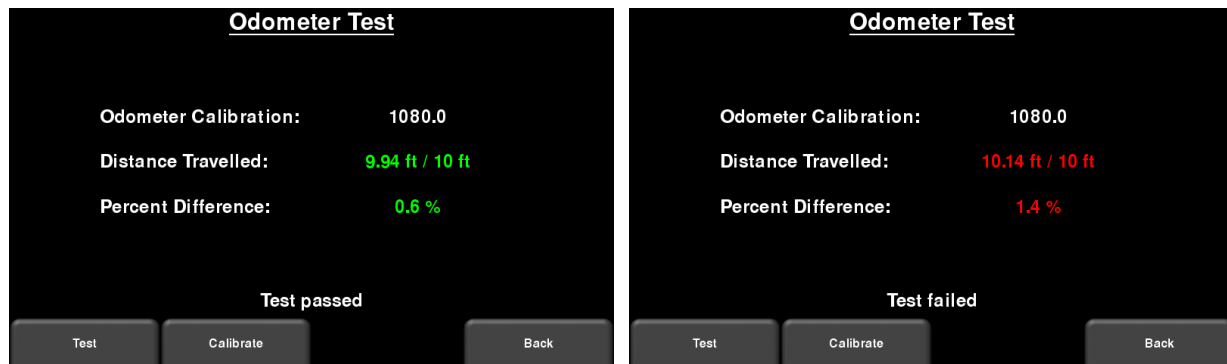 Odometer Test
Odometer Calibration: 1080.0
Distance Travelled: 9.94 ft / 10 ft
Percent Difference: 0.6 %
Test passed
Test Calibrate Back
Odometer Test
Odometer Calibration: 1080.0
Distance Travelled: 10.14 ft / 10 ft
Percent Difference: 1.4 %
Test failed
Test Calibrate Back